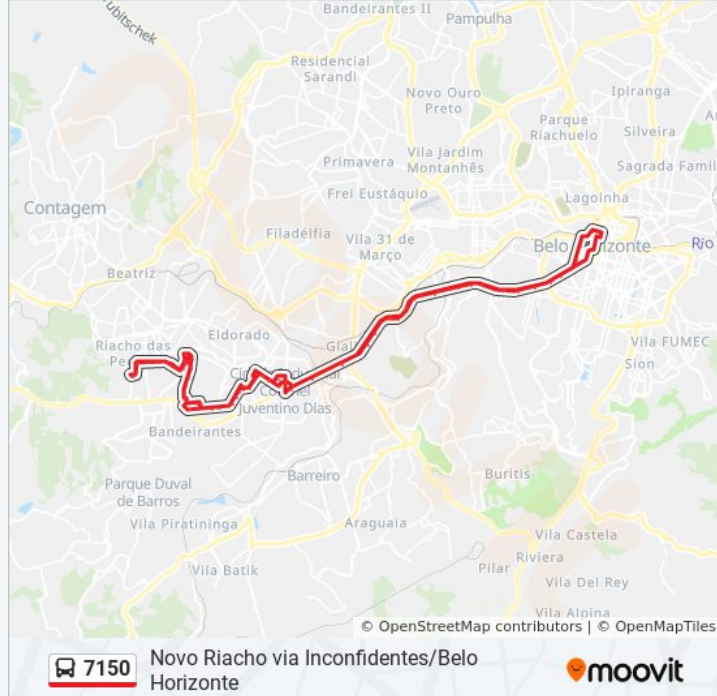 ubitschek
Bandeirantes II
Pampulha
Residencial
Sarandi
Novo Ouro
Preto
Ipiranga
Parque
Riachuelo
Silveira
Primavera
Vila Jardim
Montanhês
Sagrada Famíl
Frei Eustáquio
Lagoinha
Contagem
Filadélfia
Vila 31 de
Março
Belo
rizonte
Rio
Beatriz
Riacho das
Eldorado
Vila FUMEC
Sion
Juventino Dias
Bandeirantes
Parque Duval
de Barros
Barreiro
Buritis
Vila Piratininga
Araguaia
Vila Castela
Vila Batik
Pilar
Riviera
Vila Del Rey
Vila Alpina
© OpenStreetMap contributors | © OpenMapTiles
7150
Novo Riacho via Inconfidentes/Belo
Horizonte
moovit